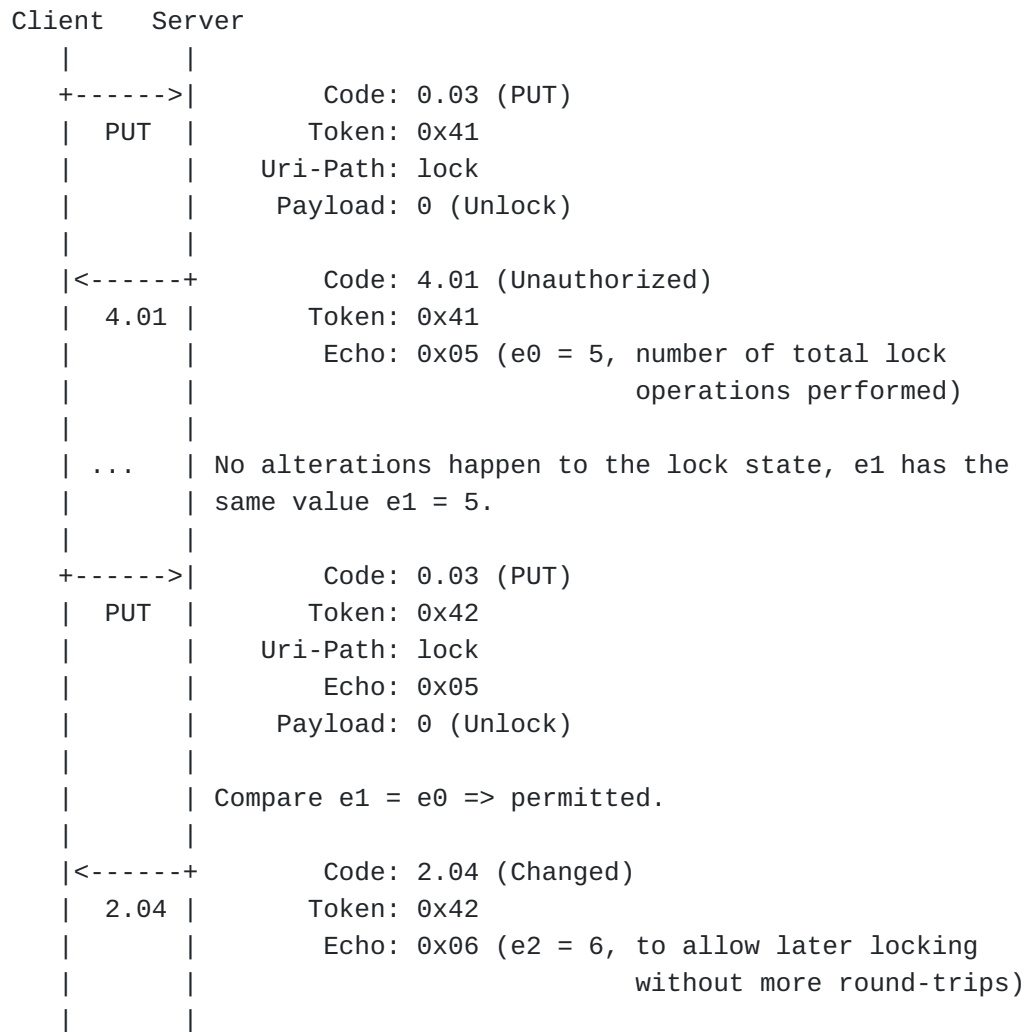 Client   Server
   |       |
   +------>|        Code: 0.03 (PUT)
   |  PUT  |       Token: 0x41
   |       |    Uri-Path: lock
   |       |     Payload: 0 (Unlock)
   |       |
   |<------+        Code: 4.01 (Unauthorized)
   |  4.01 |       Token: 0x41
   |       |        Echo: 0x05 (e0 = 5, number of total lock
   |       |                            operations performed)
   |       |
   | ...   | No alterations happen to the lock state, e1 has the
   |       | same value e1 = 5.
   |       |
   +------>|        Code: 0.03 (PUT)
   |  PUT  |       Token: 0x42
   |       |    Uri-Path: lock
   |       |        Echo: 0x05
   |       |     Payload: 0 (Unlock)
   |       |
   |       | Compare e1 = e0 => permitted.
   |       |
   |<------+        Code: 2.04 (Changed)
   |  2.04 |       Token: 0x42
   |       |        Echo: 0x06 (e2 = 6, to allow later locking
   |       |                            without more round-trips)
   |       |